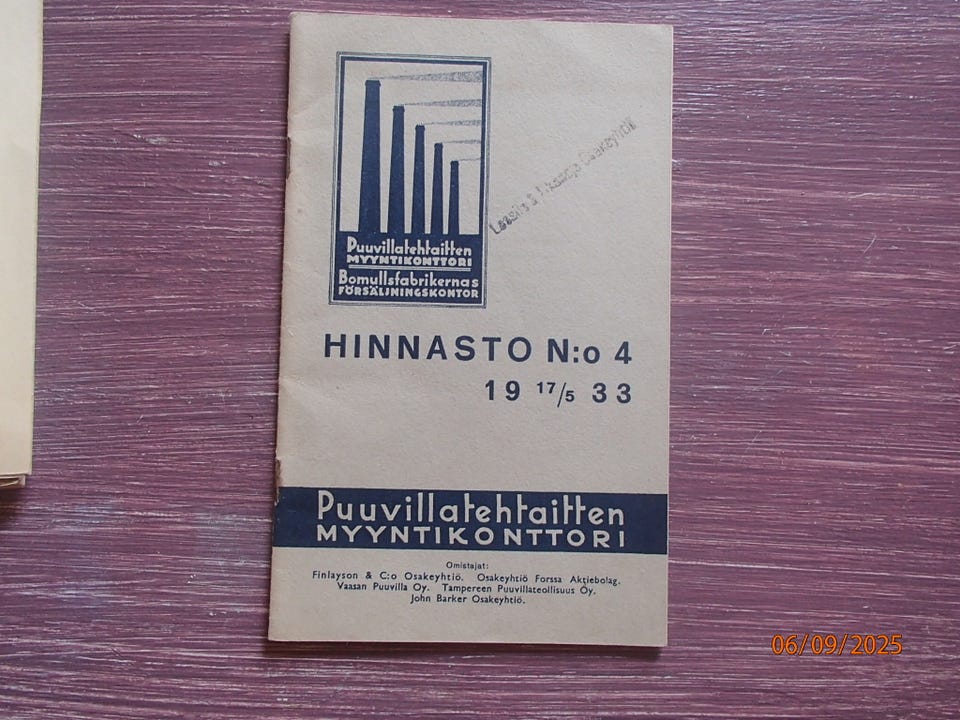 Puuvillatehtaitten
MYYNTIKONTTORI
Bomullsfabrikernas
FÖRSÄLJNINGSKONTOR
Osakeyhtiö
HINNASTO N:o 4
19 17/5 33
Puuvillatehtaitten
MYYNTIKONTTORI
Omistajat:
Finlayson & C:o Osakeyhtiö. Osakeyhtiö Forssa Aktiebolag.
Vaasan Puuvilla Oy. Tampereen Puuvillateollisuus Oy.
John Barker Osakeyhtiö.
06/09/2025